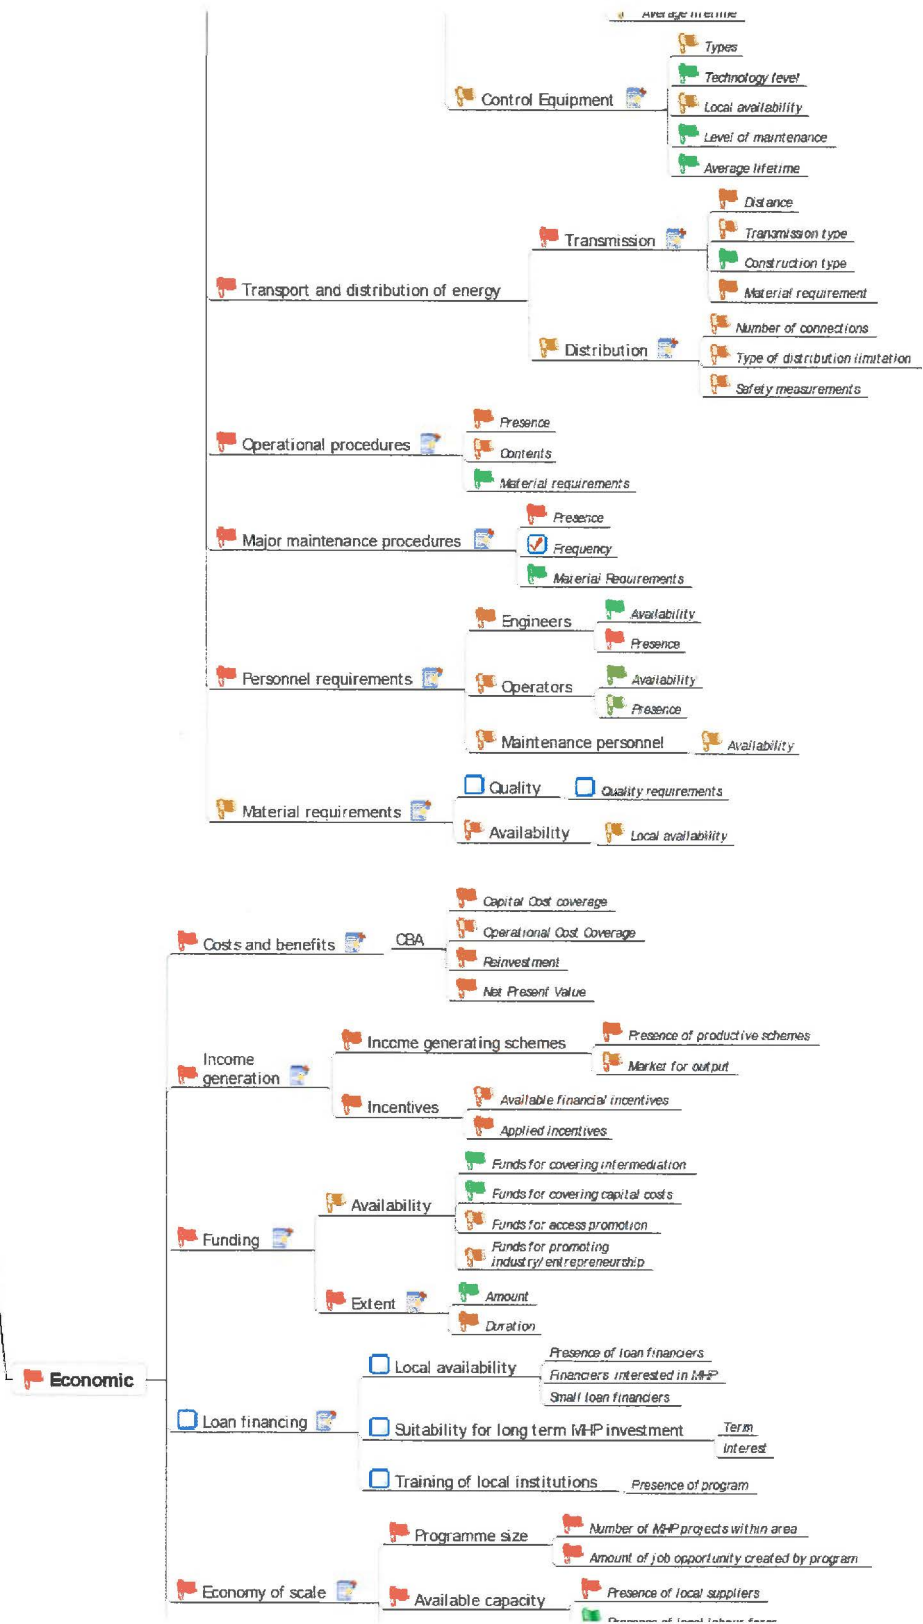 Average lifetime
Types
Technology level
Control Equipment
Local availability
Level of maintenance
Average lifetime
Distance
Transmission
Transmission type
Construction type
Transport and distribution of energy
Material requirement
Number of connections
Distribution
Type of distribution limitation
Safety measurements
Presence
Operational procedures
Contents
Material requirements
Presence
Major maintenance procedures
Frequency
Material Requirements
Engineers
Availability
Presence
Personnel requirements
Operators
Availability
Presence
Maintenance personnel
Availability
Quality
Quality requirements
Material requirements
Availability
Local availability
Capital Cost coverage
Costs and benefits
CBA
Operational Cost Coverage
Reinvestment
Net Present Value
Income
generation
Income generating schemes
Presence of productive schemes
Market for output
Incentives
Available financial incentives
Applied incentives
Funds for covering intermediation
Availability
Funds for covering capital costs
Funds for access promotion
Funding
Funds for promoting
industry/entrepreneurship
Extent
Amount
Duration
Economic
Local availability
Presence of loan financiers
Financiers interested in MHP
Small loan financiers
Loan financing
Suitability for long term MHP investment
Term
Interest
Training of local institutions
Presence of program
Programme size
Number of MHP projects within area
Amount of job opportunity created by program
Economy of scale
Available capacity
Presence of local suppliers
Presence of local labour force